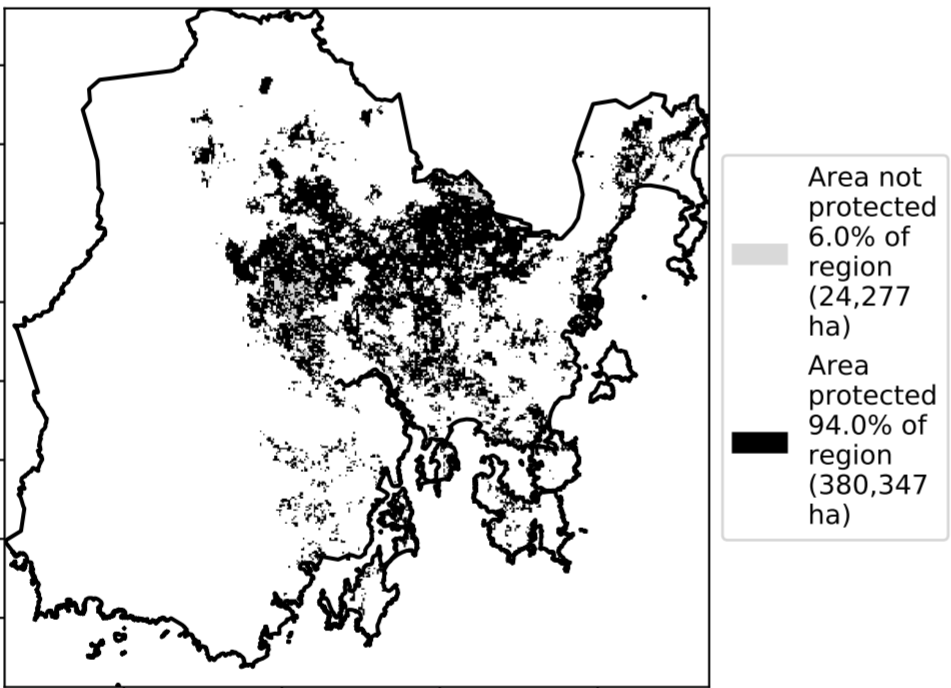 Area not
protected
6.0% of
region
(24,277
ha)
Area
protected
94.0% of
region
(380,347
ha)